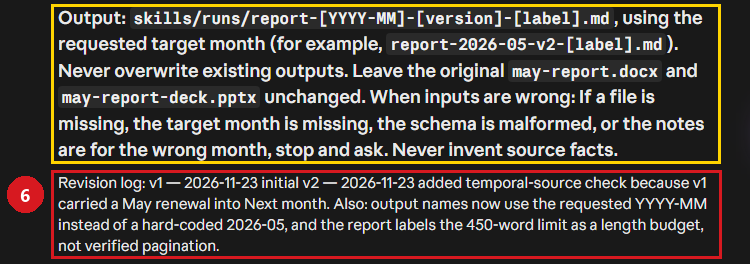 Output: skills/runs/report-[YYYY-MM]-[version]-[label].md, using the
requested target month (for example, report-2026-05-v2-[label].md ).
Never overwrite existing outputs. Leave the original may-report.docx and
may-report-deck.pptx unchanged. When inputs are wrong: If a file is
missing, the target month is missing, the schema is malformed, or the notes
are for the wrong month, stop and ask. Never invent source facts.
6
Revision log: v1 — 2026-11-23 initial v2 — 2026-11-23 added temporal-source check because v1
carried a May renewal into Next month. Also: output names now use the requested YYYY-MM
instead of a hard-coded 2026-05, and the report labels the 450-word limit as a length budget,
not verified pagination.